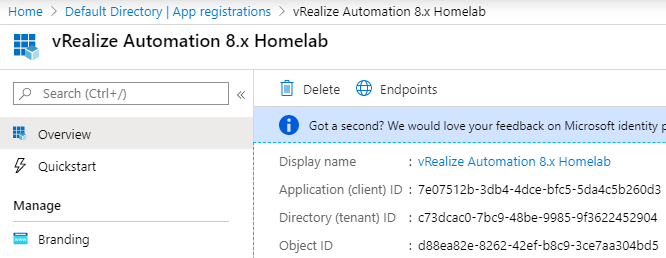 Home > Default Directory | App registrations > vRealize Automation 8.x Homelab
vRealize Automation 8.x Homelab
Search (Ctrl+/)
«
Overview
Quickstart
Manage
Branding
Delete
Endpoints
Got a second? We would love your feedback on Microsoft identity p
Display name : vRealize Automation 8.x Homelab
Application (client) ID : 7e07512b-3db4-4dce-bfc5-5da4c5b260d3
Directory (tenant) ID : c73dcac0-7bc9-48be-9985-9f3622452904
Object ID : d88ea82e-8262-42ef-b8c9-3ce7aa304bd5